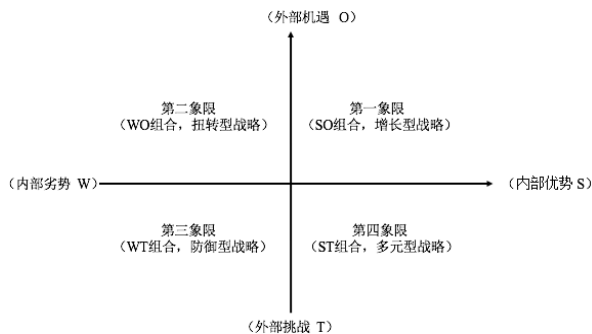 （外部机遇 O）
第二象限
（WO组合，扭转型战略）
第一象限
（SO组合，增长型战略）
（内部劣势 W）
（内部优势 S）
第三象限
（WT组合，防御型战略）
第四象限
（ST组合，多元型战略）
（外部挑战 T）